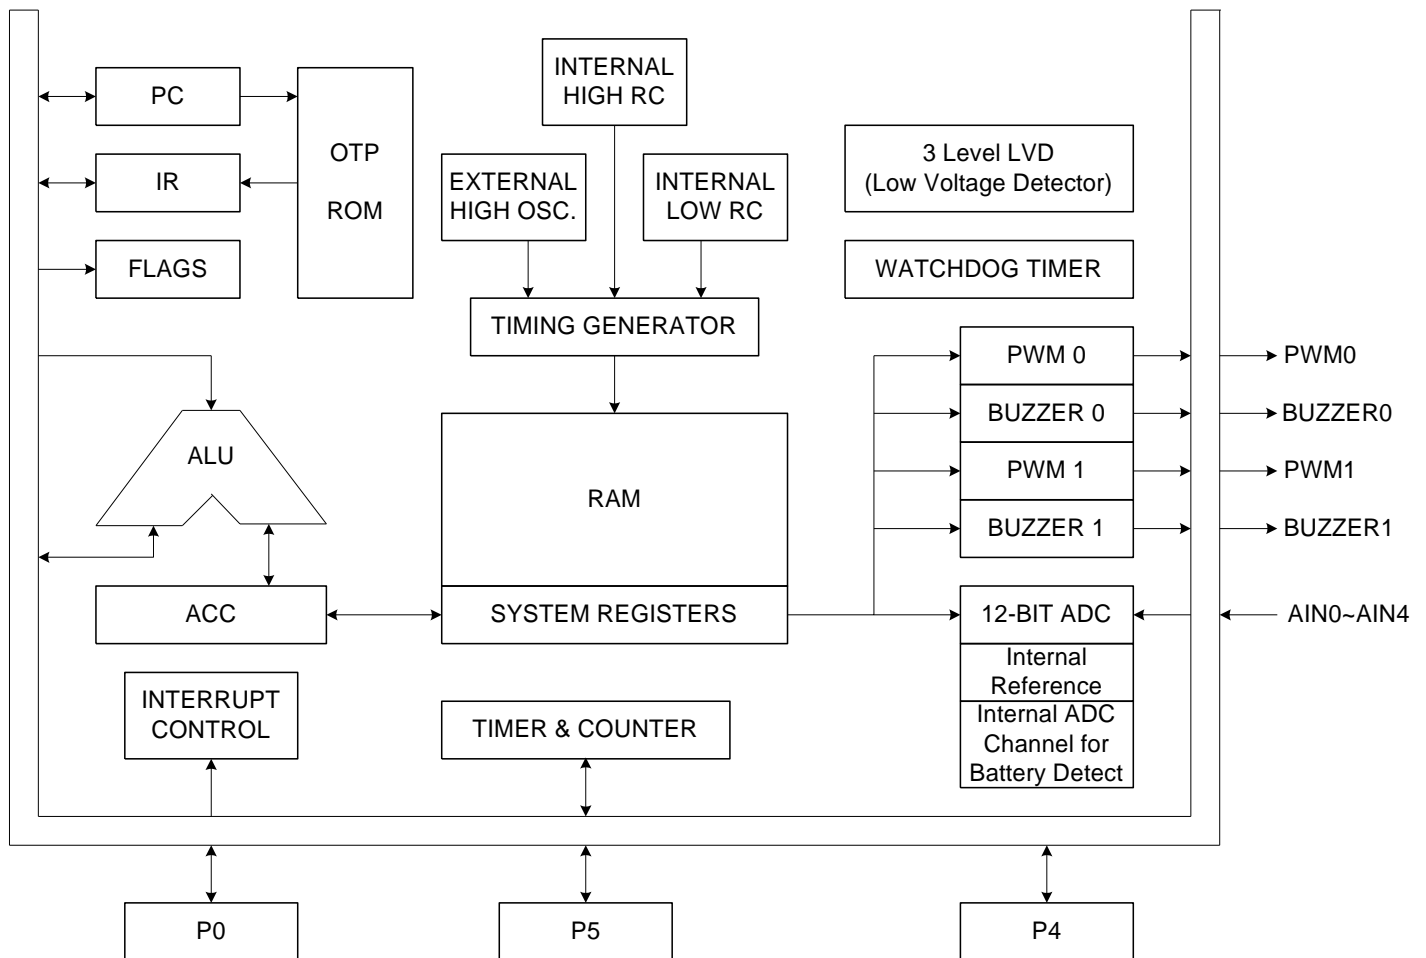 PC
IR
FLAGS
OTP
ROM
INTERNAL
HIGH RC
EXTERNAL
HIGH OSC.
INTERNAL
LOW RC
TIMING GENERATOR
3 Level LVD
(Low Voltage Detector)
WATCHDOG TIMER
PWM 0
BUZZER 0
PWM 1
BUZZER 1
PWM0
BUZZER0
PWM1
BUZZER1
ALU
RAM
ACC
SYSTEM REGISTERS
12-BIT ADC
AIN0~AIN4
Internal
Reference
Internal ADC
Channel for
Battery Detect
INTERRUPT
CONTROL
TIMER & COUNTER
P0
P5
P4